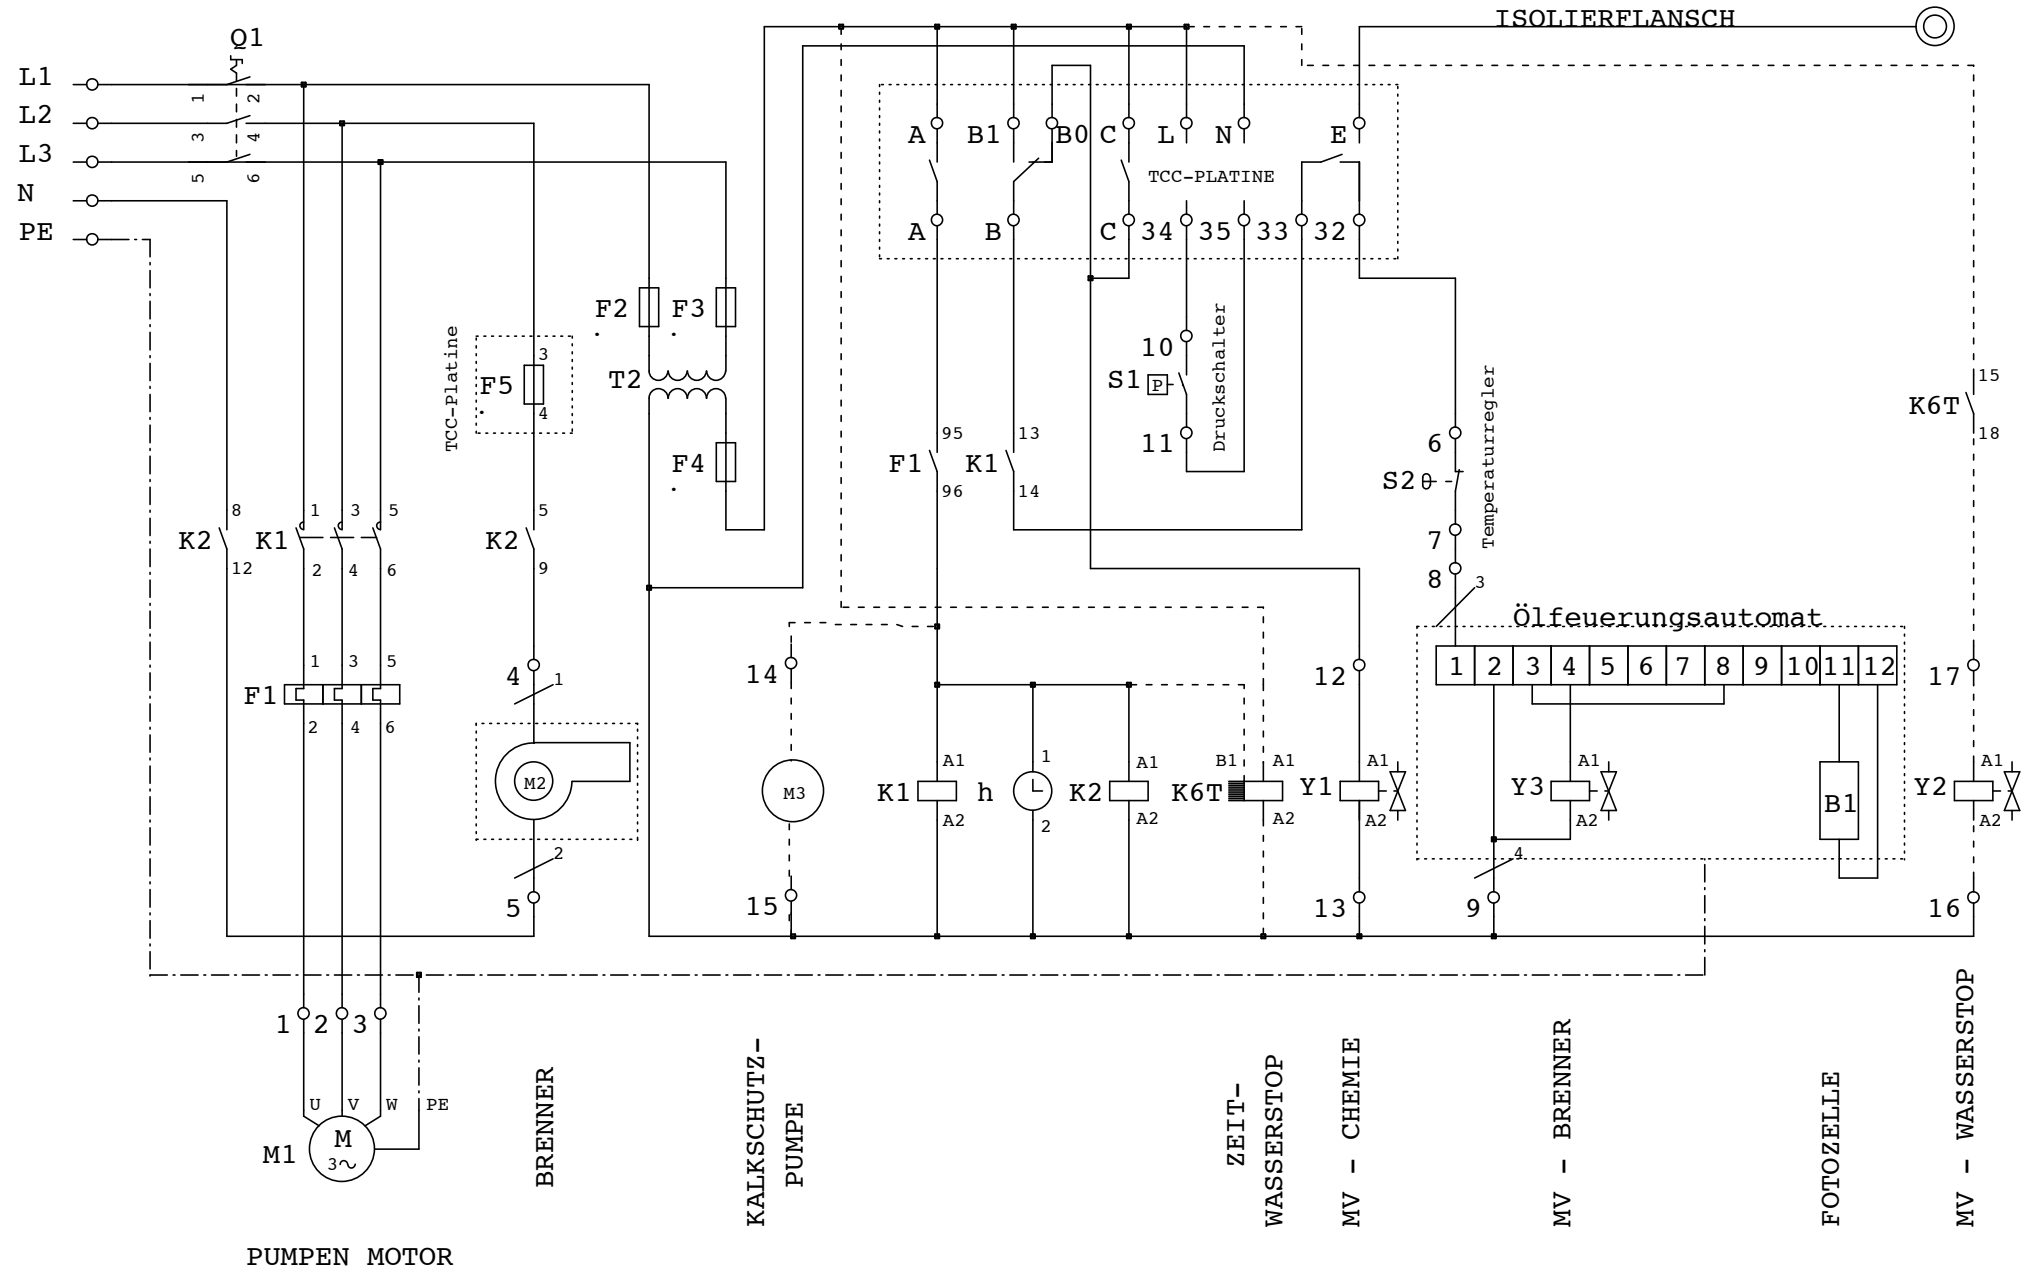 ISOLIERFLANSCH
Q1
L1
1 2
L2
3 4
L3
5 6
N
PE
A B1 B0 C L N E
TCC-PLATINE
A B C 34 35 33 32
F2 F3
.
.
TCC-Platine
3
F5
.
4
T2
10
S1 P
11
Druckschalter
F4
.
95
F1
96
13
K1
14
6
S2
7
8
Temperaturregler
3
15
K6T
18
8
K2
12
1 3 5
K1
2 4 6
5
K2
9
Ölfeuerungsautomat
1 2 3 4 5 6 7 8 9 10 11 12
1 3 5
F1
2 4 6
4
1
M2
2
5
14
M3
15
12
17
A1
K1
A2
h
1
2
A1
K2
A2
B1 A1
K6T
A2
A1
Y1
A2
13
A1
Y3
A2
4
9
B1
A1
Y2
A2
16
1 2 3
U V W PE
M1
M
3~
PUMPEN MOTOR
BRENNER
KALKSCHUTZ-
PUMPE
ZEIT-
WASSERSTOP
MV - CHEMIE
MV - BRENNER
FOTOZELLE
MV - WASSERSTOP